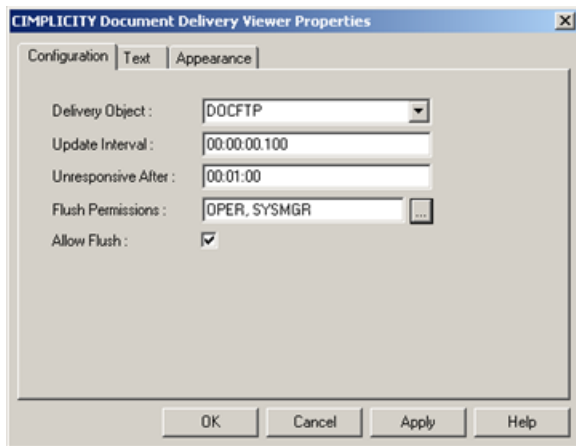 CIMPLICITY Document Delivery Viewer Properties
Configuration Text Appearance
Delivery Object : DOCFTP
Update Interval : 00:00:00.100
Unresponsive After : 00:01:00
Flush Permissions : OPER, SYSMGR ...
Allow Flush :
OK Cancel Apply Help